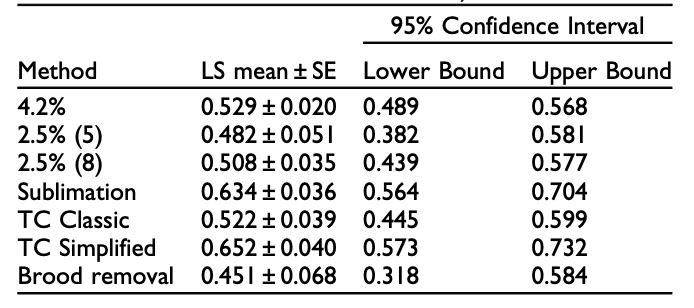 95% Confidence Interval
Method LS mean ± SE Lower Bound Upper Bound
4.2% 0.529 ± 0.020 0.489 0.568
2.5% (5) 0.482 ± 0.051 0.382 0.581
2.5% (8) 0.508 ± 0.035 0.439 0.577
Sublimation 0.634 ± 0.036 0.564 0.704
TC Classic 0.522 ± 0.039 0.445 0.599
TC Simplified 0.652 ± 0.040 0.573 0.732
Brood removal 0.451 ± 0.068 0.318 0.584